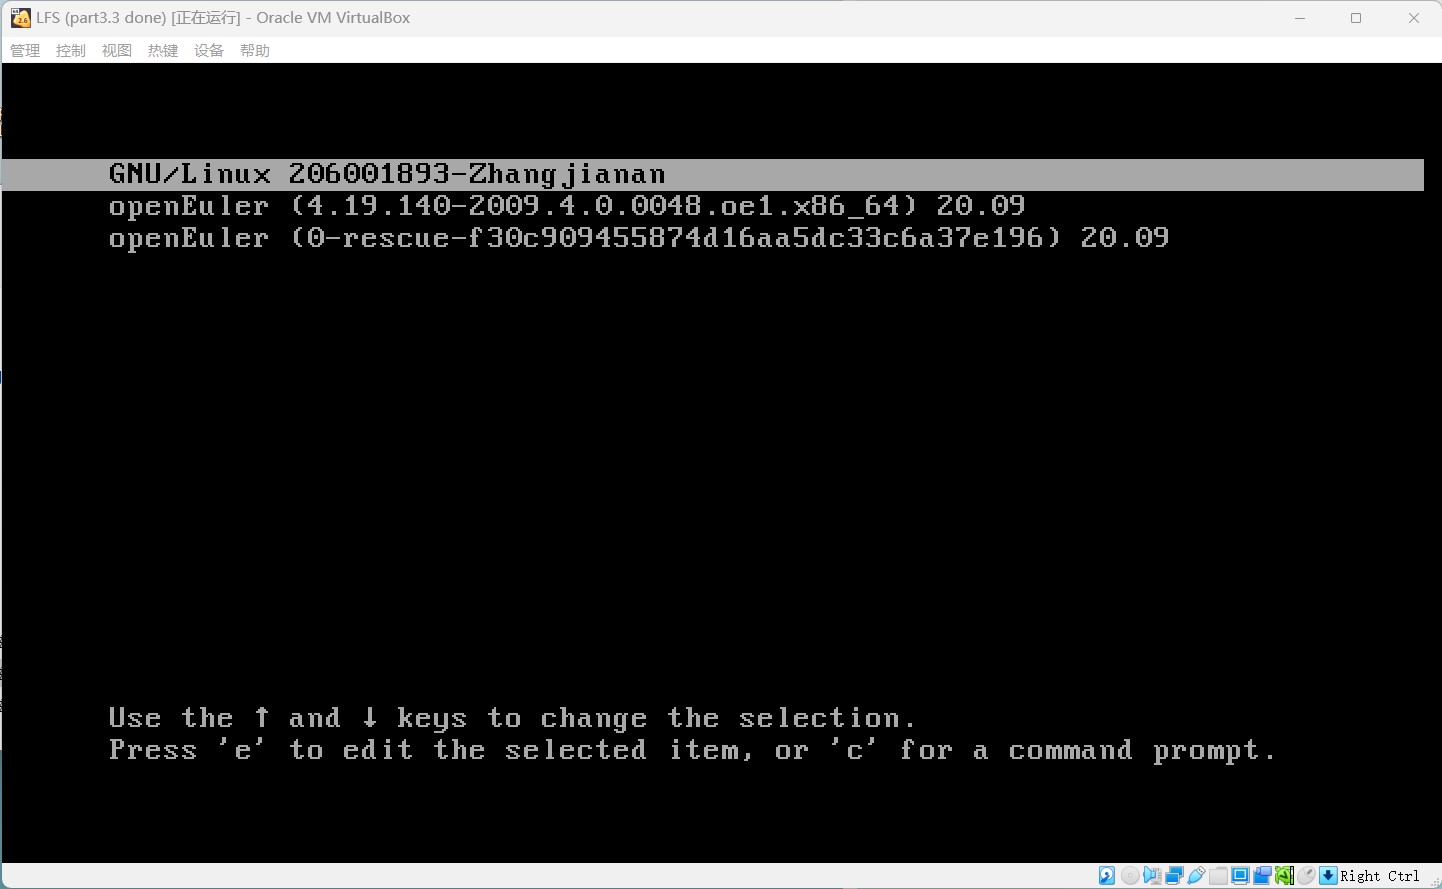 LFS (part3.3 done) [正在运行] - Oracle VM VirtualBox
管理 控制 视图 热键 设备 帮助
GNU/Linux 206001893-Zhangjianan
openEuler (4.19.140-2009.4.0.0048.oe1.x86_64) 20.09
openEuler (0-rescue-f30c909455874d16aa5dc33c6a37e196) 20.09
Use the ↑ and ↓ keys to change the selection.
Press 'e' to edit the selected item, or 'c' for a command prompt.
Right Ctrl